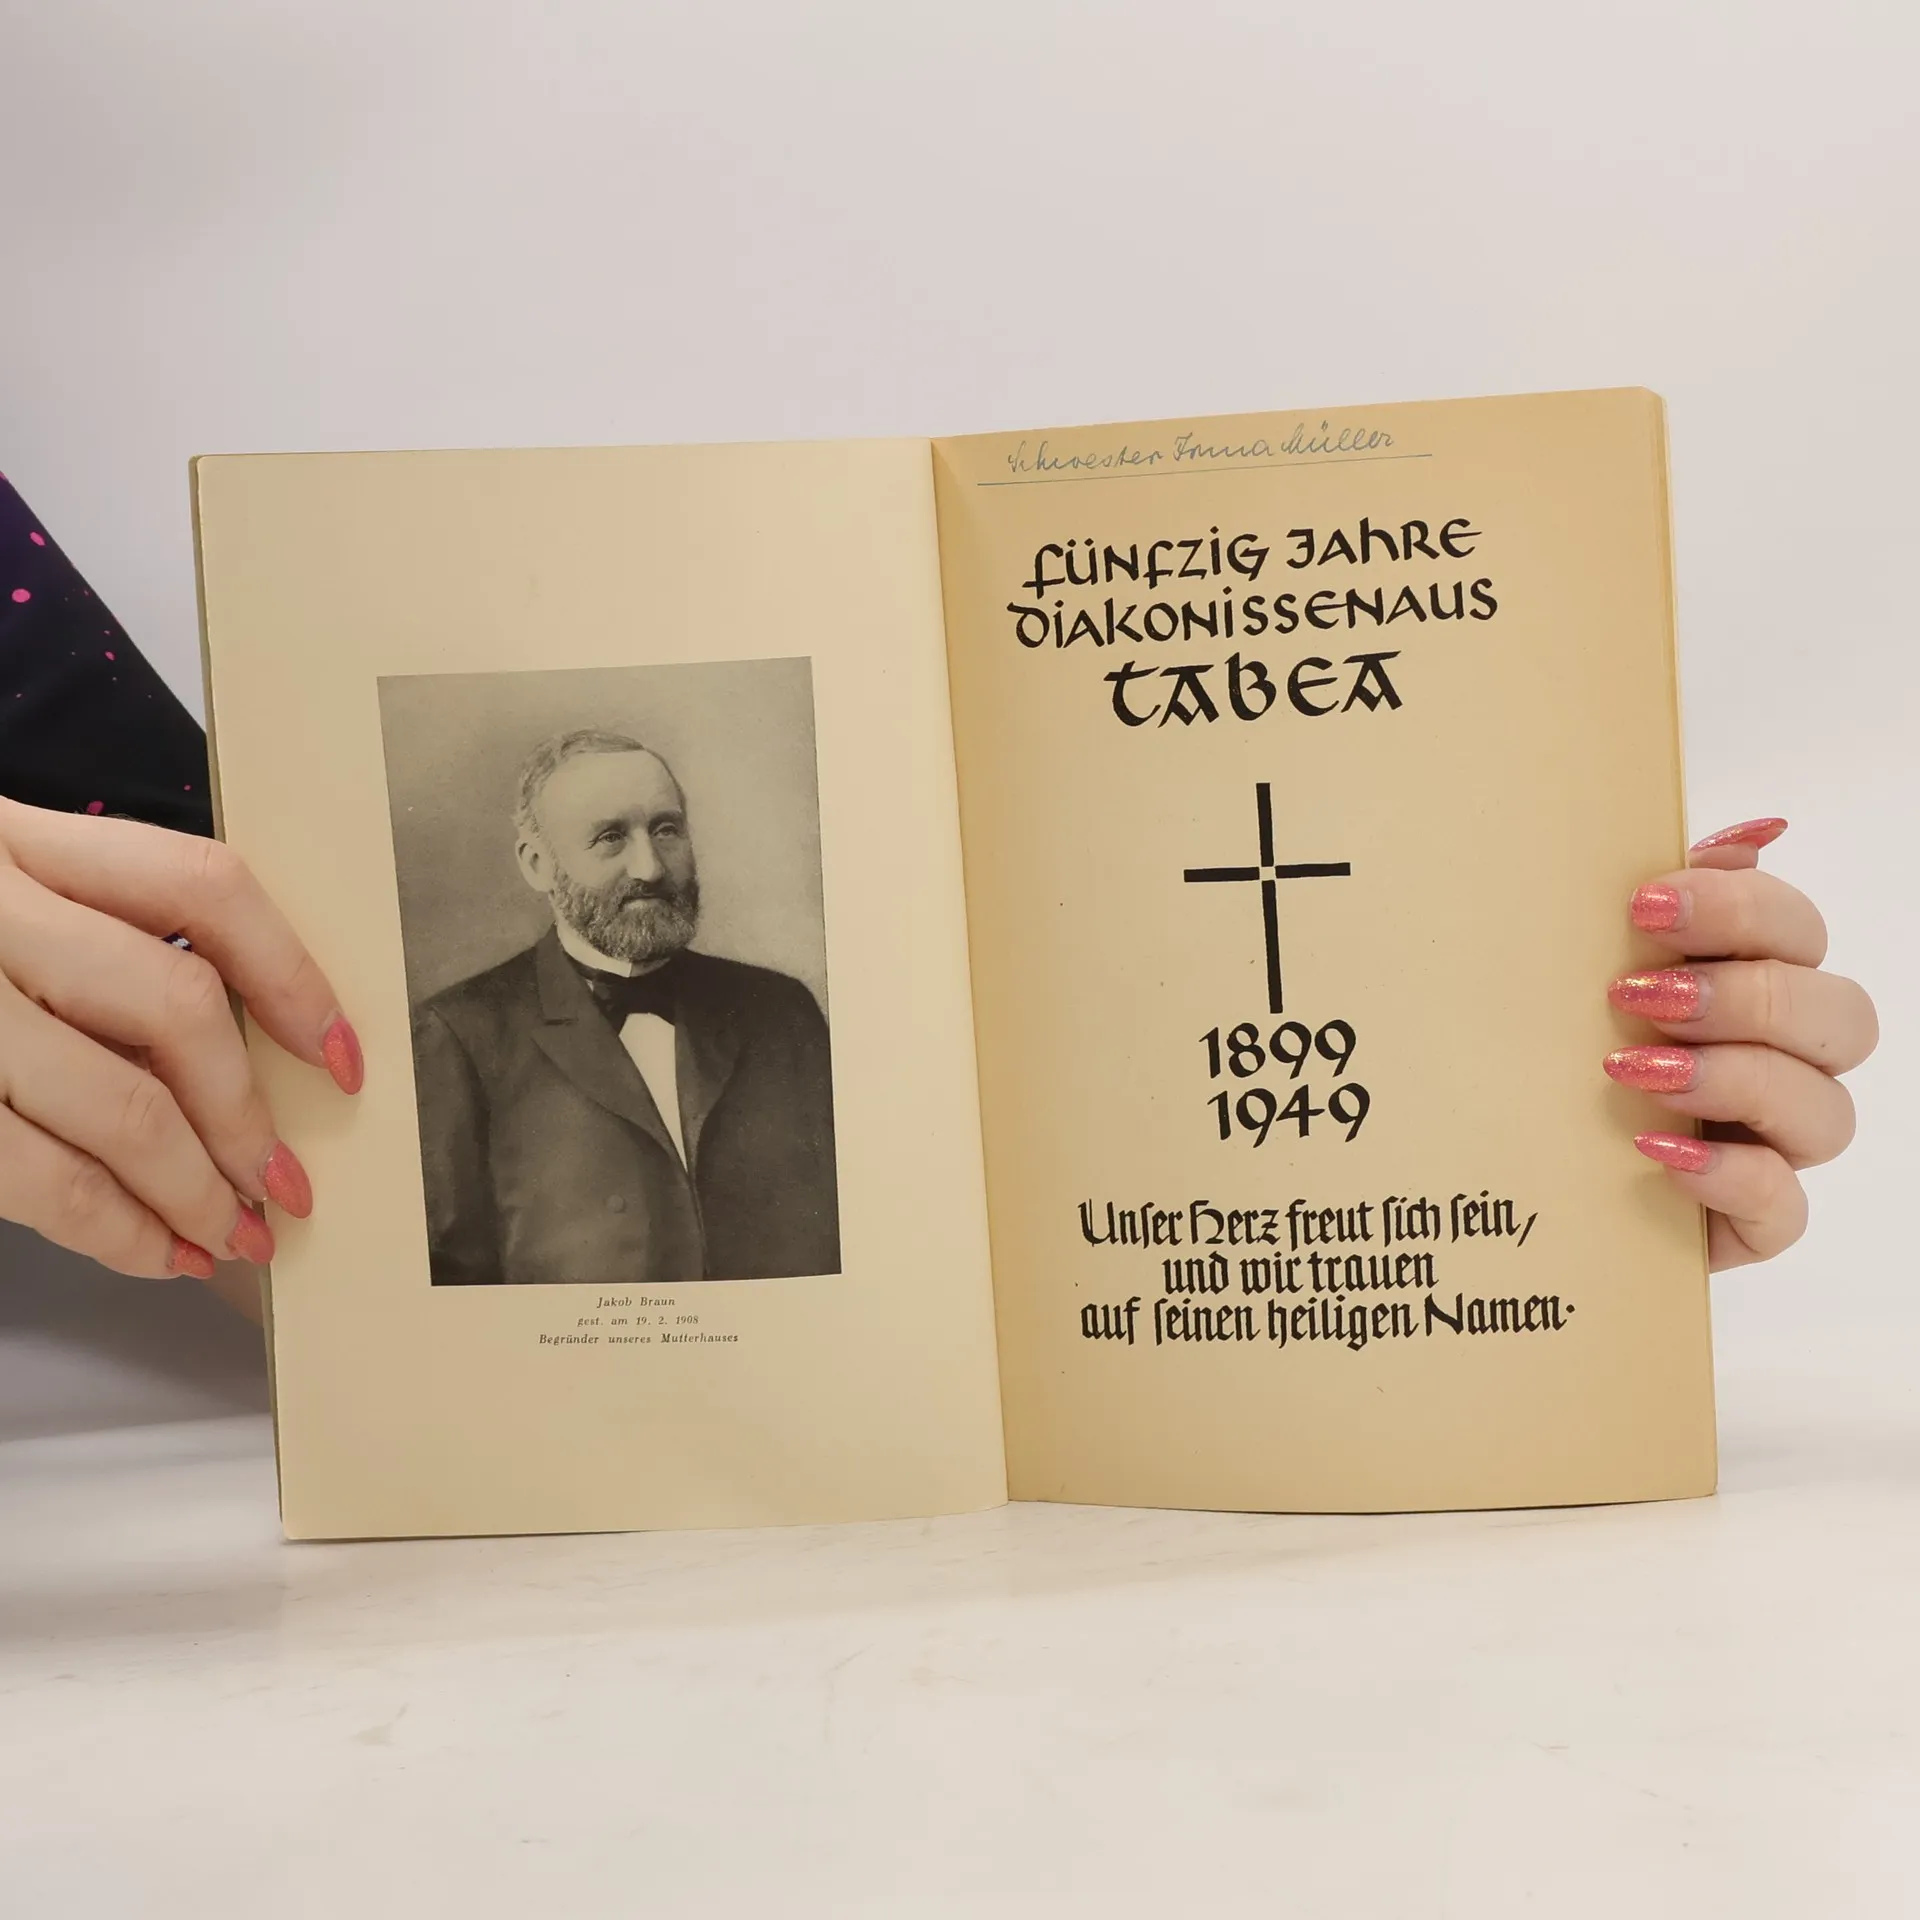 Jakob Braun
gest. am 19. 2. 1908
Begründer unseres Mutterhauses
Schwester Irma Müller
FÜNFZIG JAHRE
DIAKONISSENAUS
TABEA
1899
1949
Unser Herz freut sich sein,
und wir trauen
auf seinen heiligen Namen.